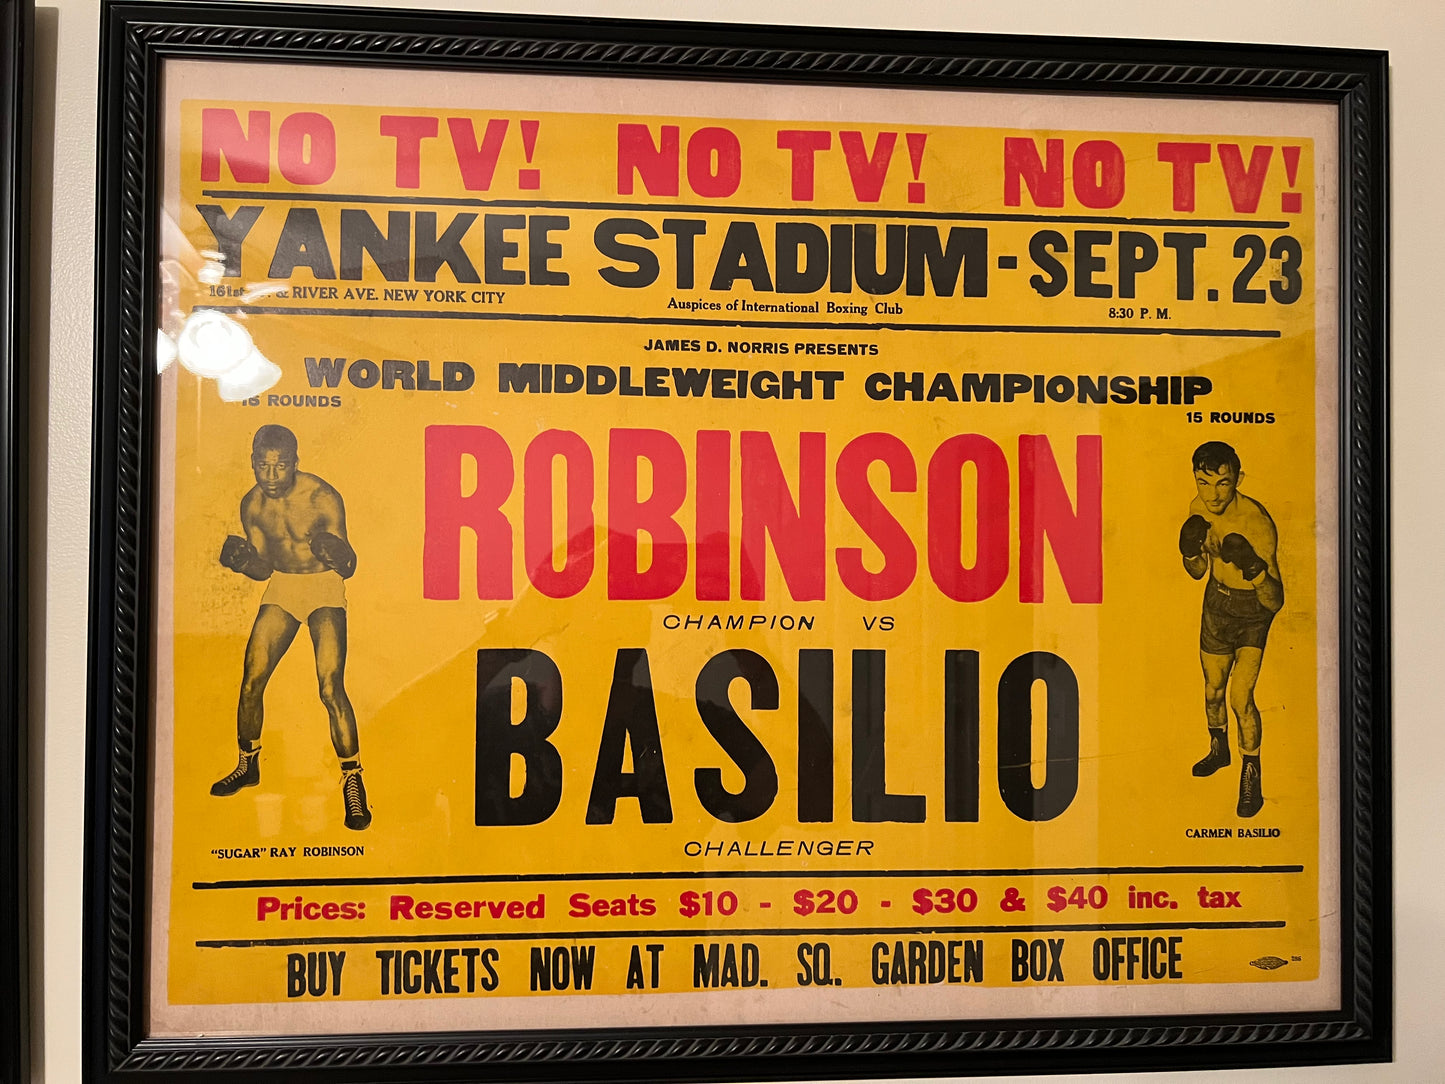 NO TV! NO TV! NO TV!
YANKEE STADIUM - SEPT. 23
161st & RIVER AVE. NEW YORK CITY
Auspices of International Boxing Club
8:30 P. M.
JAMES D. NORRIS PRESENTS
WORLD MIDDLEWEIGHT CHAMPIONSHIP
15 ROUNDS
15 ROUNDS
ROBINSON
CHAMPION VS
BASILIO
CHALLENGER
"SUGAR" RAY ROBINSON
CARMEN BASILIO
Prices: Reserved Seats $10 - $20 - $30 & $40 inc. tax
BUY TICKETS NOW AT MAD. SQ. GARDEN BOX OFFICE